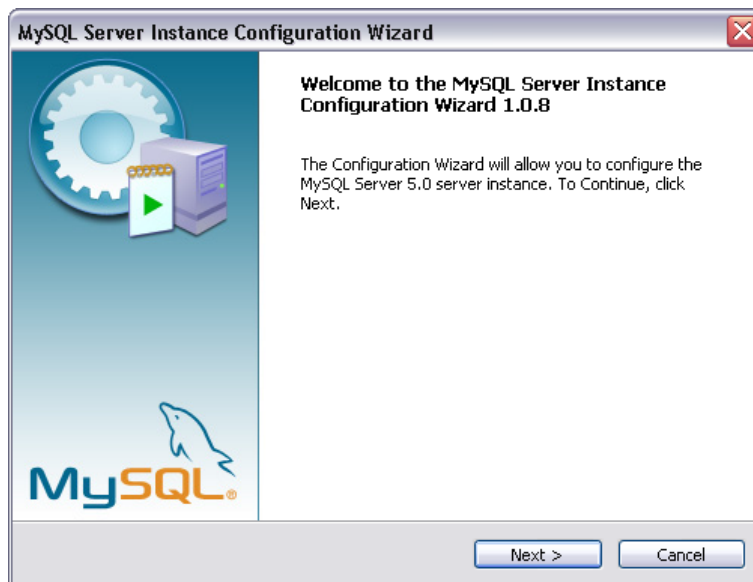 MySQL Server Instance Configuration Wizard
Welcome to the MySQL Server Instance
Configuration Wizard 1.0.8
The Configuration Wizard will allow you to configure the
MySQL Server 5.0 server instance. To Continue, click
Next.
MySQL®
Next >
Cancel